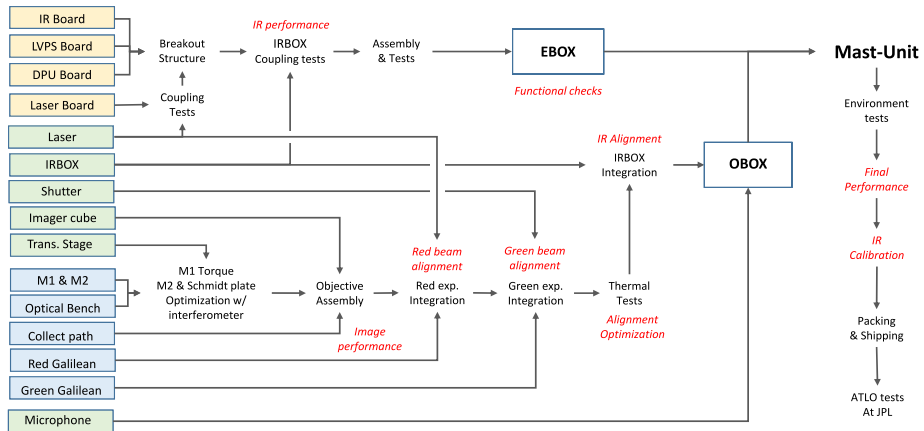 IR Board
LVPS Board
DPU Board
Laser Board
Laser
IRBOX
Shutter
Imager cube
Trans. Stage
M1 & M2
Optical Bench
Collect path
Red Galilean
Green Galilean
Microphone
Breakout
Structure
Coupling
Tests
IR performance
IRBOX
Coupling tests
Assembly
& Tests
EBOX
Functional checks
IR Alignment
IRBOX
Integration
OBOX
M1 Torque
M2 & Schmidt plate
Optimization w/
interferometer
Objective
Assembly
Image
performance
Red beam
alignment
Red exp.
Integration
Green beam
alignment
Green exp.
Integration
Thermal
Tests
Alignment
Optimization
Mast-Unit
Environment
tests
Final
Performance
IR
Calibration
Packing
& Shipping
ATLO tests
At JPL